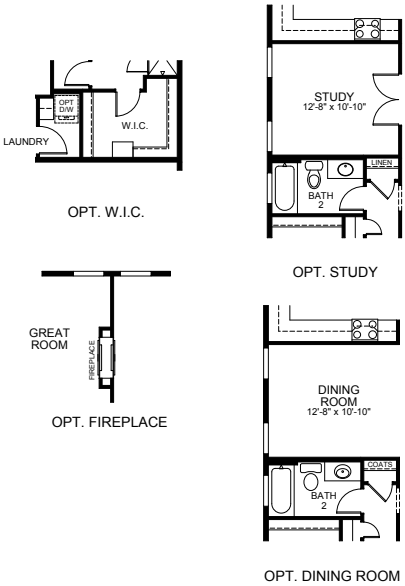 OPT
D/W
W.I.C.
LAUNDRY
OPT. W.I.C.
STUDY
12'-8" x 10'-10"
LINEN
BATH
2
OPT. STUDY
GREAT
ROOM
FIREPLACE
OPT. FIREPLACE
DINING
ROOM
12'-8" x 10'-10"
COATS
BATH
2
OPT. DINING ROOM